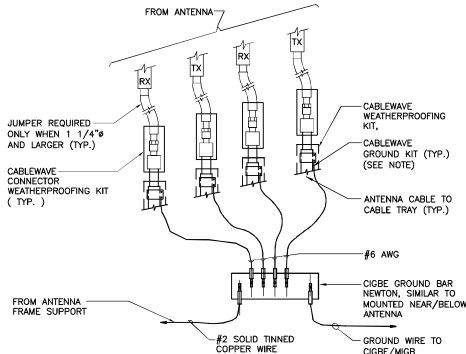 FROM ANTENNA
RX
TX
RX
TX
JUMPER REQUIRED
ONLY WHEN 1 1/4"ø
AND LARGER (TYP.)
CABLEWAVE
CONNECTOR
WEATHERPROOFING KIT
( TYP. )
CABLEWAVE
WEATHERPROOFING
KIT,
CABLEWAVE
GROUND KIT (TYP.)
(SEE NOTE)
ANTENNA CABLE TO
CABLE TRAY (TYP.)
#6 AWG
CIGBE GROUND BAR
NEWTON, SIMILAR TO
MOUNTED NEAR/BELOW
ANTENNA
FROM ANTENNA
FRAME SUPPORT
#2 SOLID TINNED
COPPER WIRE
GROUND WIRE TO
CIGBE/MIGB